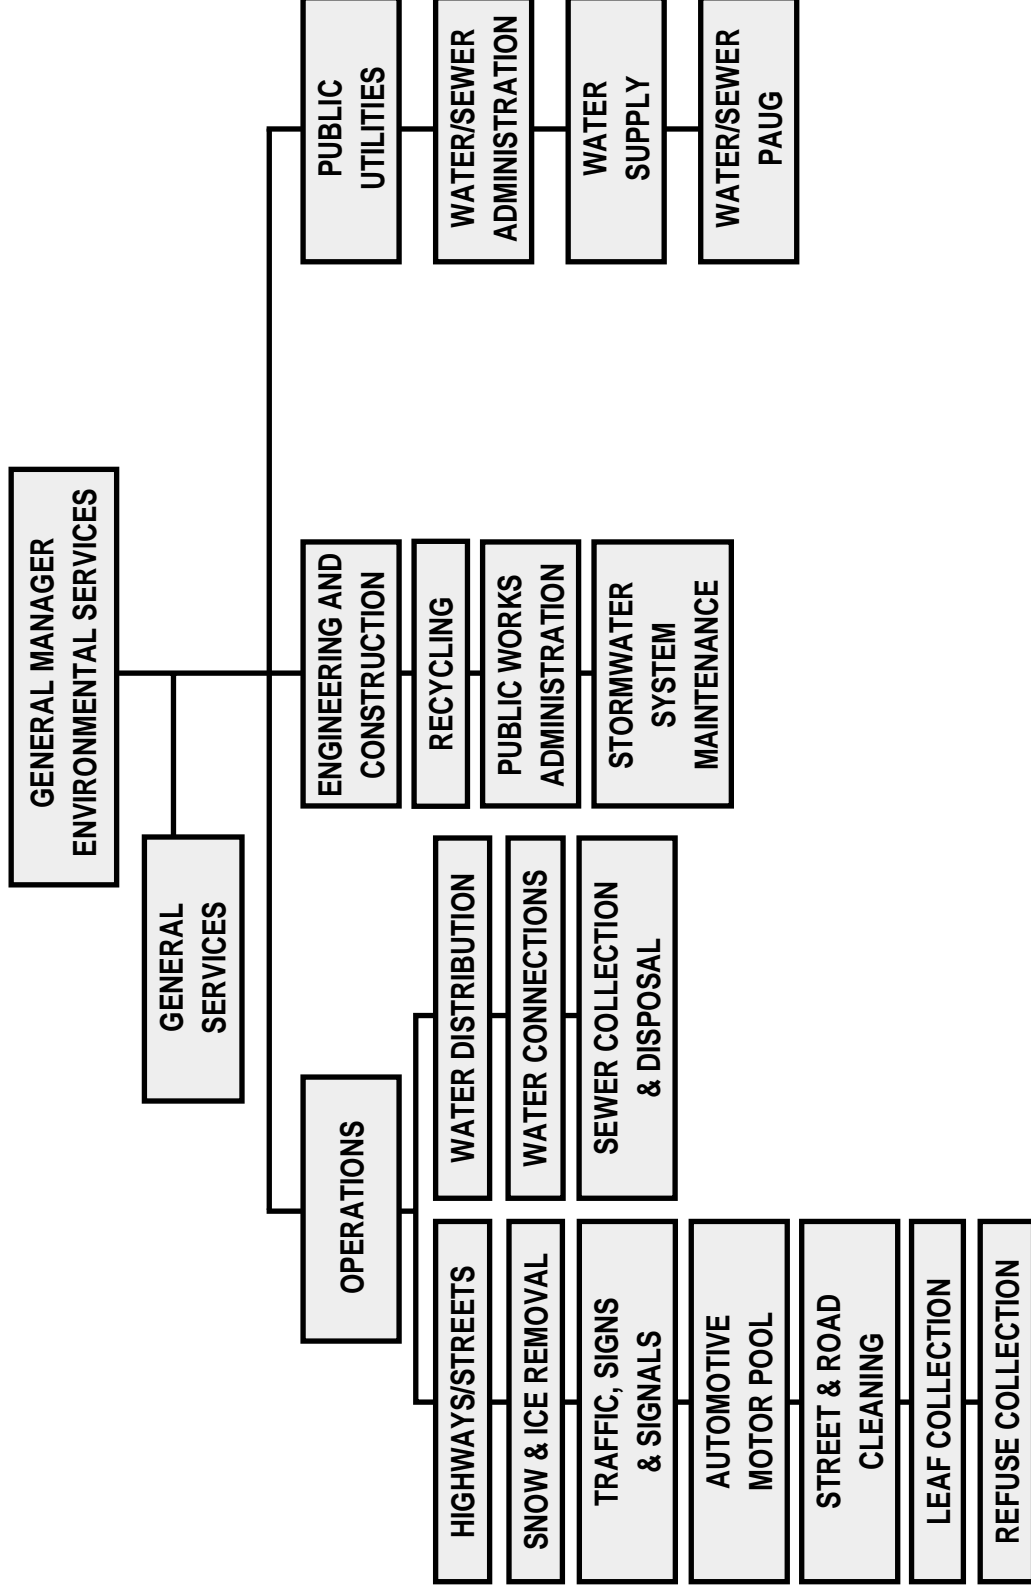 GENERAL MANAGER
ENVIRONMENTAL SERVICES
GENERAL
SERVICES
OPERATIONS
HIGHWAYS/STREETS
SNOW & ICE REMOVAL
TRAFFIC, SIGNS
& SIGNALS
AUTOMOTIVE
MOTOR POOL
STREET & ROAD
CLEANING
LEAF COLLECTION
REFUSE COLLECTION
WATER DISTRIBUTION
WATER CONNECTIONS
SEWER COLLECTION
& DISPOSAL
ENGINEERING AND
CONSTRUCTION
RECYCLING
PUBLIC WORKS
ADMINISTRATION
STORMWATER
SYSTEM
MAINTENANCE
PUBLIC
UTILITIES
WATER/SEWER
ADMINISTRATION
WATER
SUPPLY
WATER/SEWER
PAUG